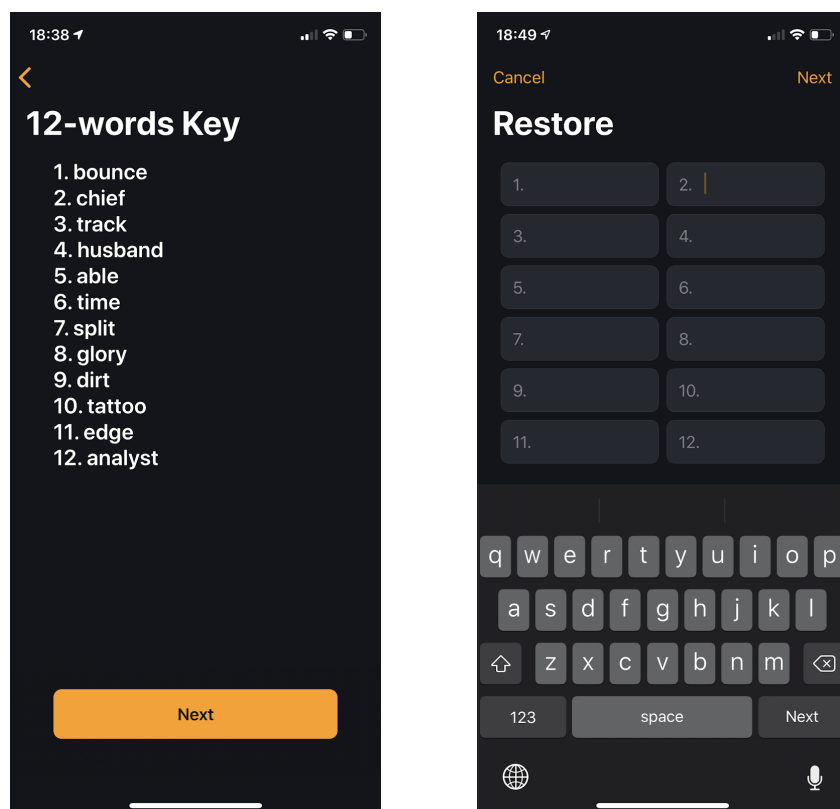 18:38
12-words Key
1. bounce
2. chief
3. track
4. husband
5. able
6. time
7. split
8. glory
9. dirt
10. tattoo
11. edge
12. analyst
Next
18:49
Cancel Next
Restore
1. 2.
3. 4.
5. 6.
7. 8.
9. 10.
11. 12.
q w e r t y u i o p
a s d f g h j k l
z x c v b n m
123 space Next